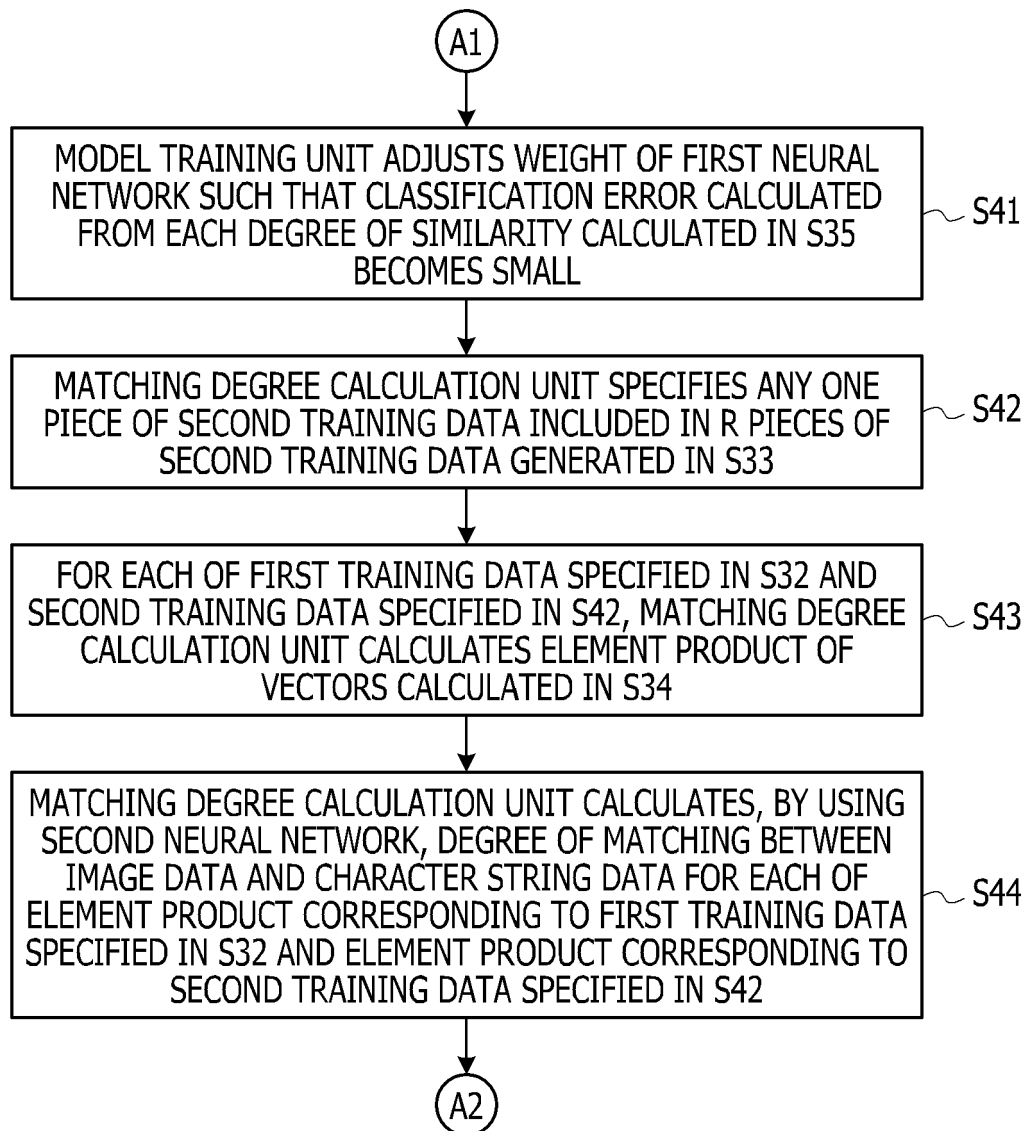 A1
MODEL TRAINING UNIT ADJUSTS WEIGHT OF FIRST NEURAL
NETWORK SUCH THAT CLASSIFICATION ERROR CALCULATED
FROM EACH DEGREE OF SIMILARITY CALCULATED IN S35
BECOMES SMALL
S41
MATCHING DEGREE CALCULATION UNIT SPECIFIES ANY ONE
PIECE OF SECOND TRAINING DATA INCLUDED IN R PIECES OF
SECOND TRAINING DATA GENERATED IN S33
S42
FOR EACH OF FIRST TRAINING DATA SPECIFIED IN S32 AND
SECOND TRAINING DATA SPECIFIED IN S42, MATCHING DEGREE
CALCULATION UNIT CALCULATES ELEMENT PRODUCT OF
VECTORS CALCULATED IN S34
S43
MATCHING DEGREE CALCULATION UNIT CALCULATES, BY USING
SECOND NEURAL NETWORK, DEGREE OF MATCHING BETWEEN
IMAGE DATA AND CHARACTER STRING DATA FOR EACH OF
ELEMENT PRODUCT CORRESPONDING TO FIRST TRAINING DATA
SPECIFIED IN S32 AND ELEMENT PRODUCT CORRESPONDING TO
SECOND TRAINING DATA SPECIFIED IN S42
S44
A2